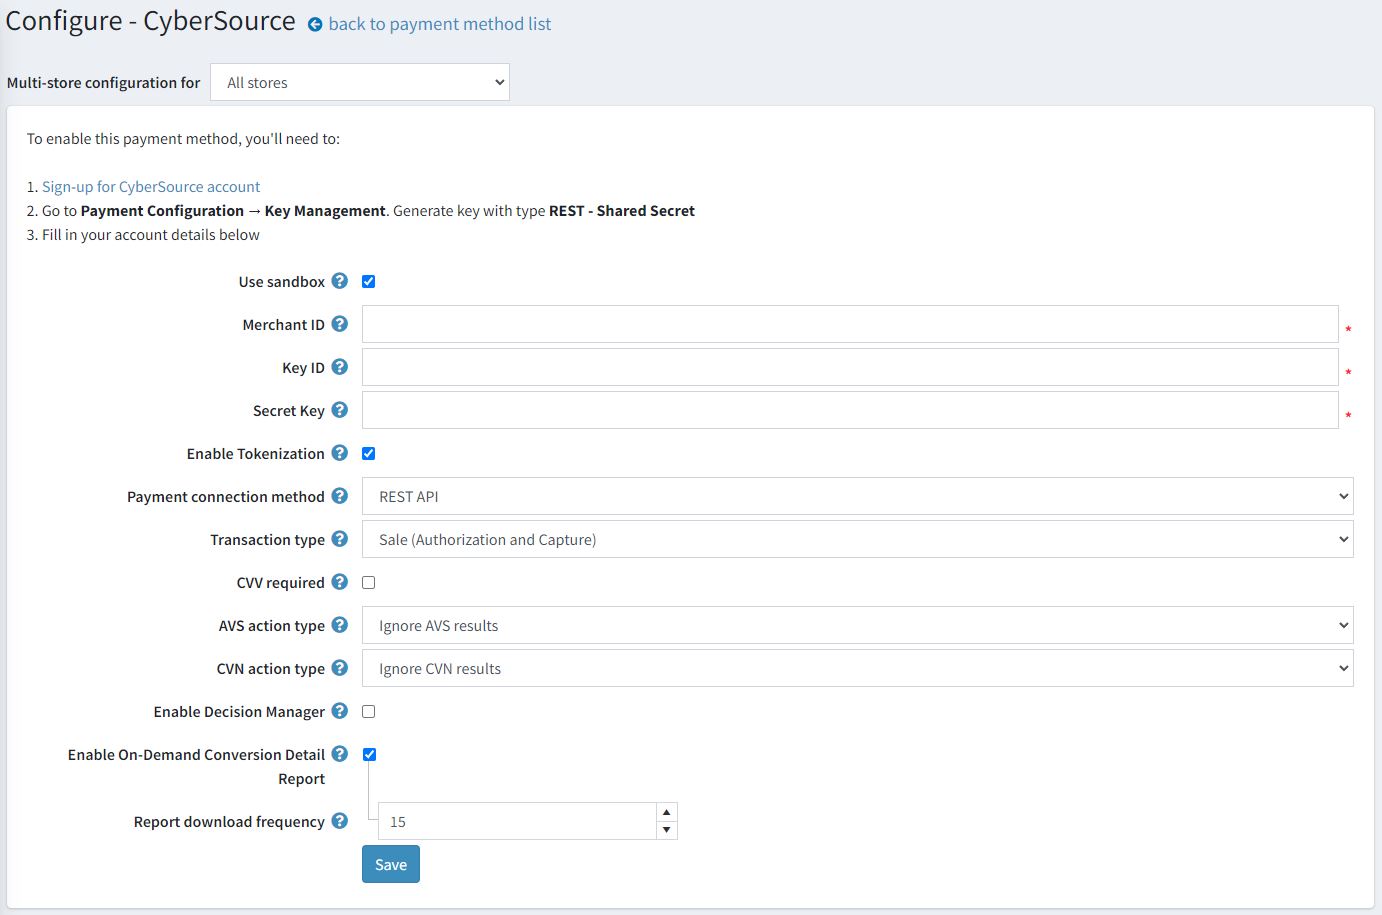 Configure - CyberSource back to payment method list
Multi-store configuration for All stores
To enable this payment method, you'll need to:
1. Sign-up for CyberSource account
2. Go to Payment Configuration → Key Management. Generate key with type REST - Shared Secret
3. Fill in your account details below
Use sandbox ?
Merchant ID ? *
Key ID ? *
Secret Key ? *
Enable Tokenization ?
Payment connection method ? REST API
Transaction type ? Sale (Authorization and Capture)
CVV required ?
AVS action type ? Ignore AVS results
CVN action type ? Ignore CVN results
Enable Decision Manager ?
Enable On-Demand Conversion Detail ?
Report
Report download frequency ? 15
Save